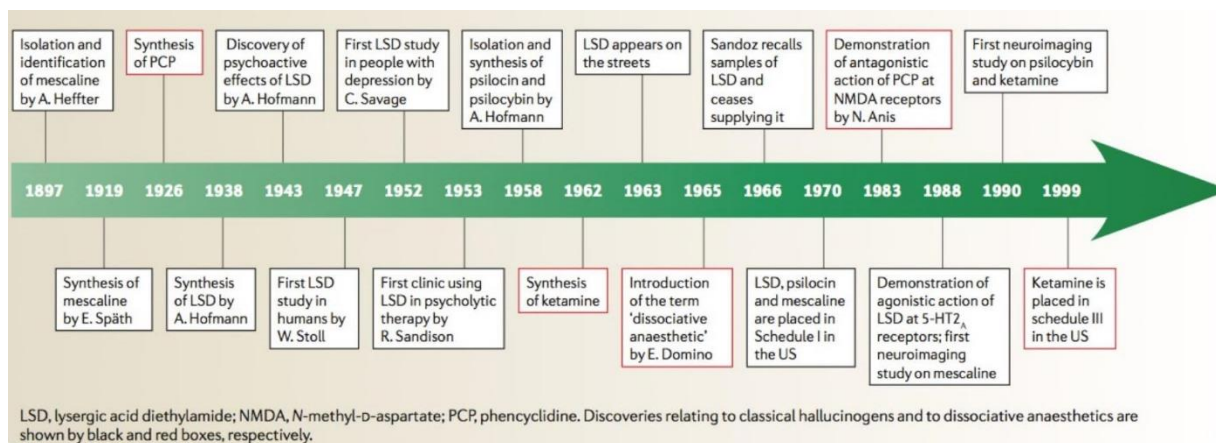 Isolation and
identification
of mescaline
by A. Heffter
Synthesis
of PCP
Discovery of
psychoactive
effects of LSD
by A. Hofmann
First LSD study
in people with
depression by
C. Savage
Isolation and
synthesis of
psilocin and
psilocybin by
A. Hofmann
LSD appears on
the streets
Sandoz recalls
samples of
LSD and
ceases
supplying it
Demonstration
of antagonistic
action of PCP at
NMDA receptors
by N. Anis
First neuroimaging
study on psilocybin
and ketamine
1897 1919 1926 1938 1943 1947 1952 1953 1958 1962 1963 1965 1966 1970 1983 1988 1990 1999
Synthesis of
mescaline
by E. Späth
Synthesis
of LSD by
A. Hofmann
First LSD
study in
humans by
W. Stoll
First clinic using
LSD in psycholytic
therapy by
R. Sandison
Synthesis
of ketamine
Introduction
of the term
‘dissociative
anaesthetic’
by E. Domino
LSD, psilocin
and mescaline
are placed in
Schedule I in
the US
Demonstration of
agonistic action of
LSD at 5-HT2A
receptors; first
neuroimaging
study on mescaline
Ketamine is
placed in
schedule III
in the US
LSD, lysergic acid diethylamide; NMDA, N-methyl-D-aspartate; PCP, phencyclidine. Discoveries relating to classical hallucinogens and to dissociative anaesthetics are
shown by black and red boxes, respectively.